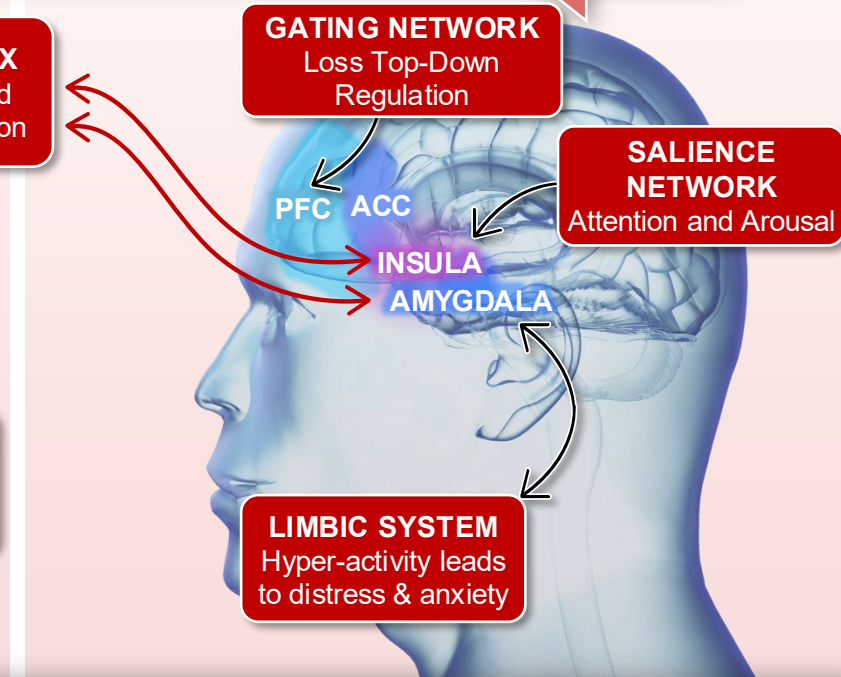 GATING NETWORK
Loss Top-Down
Regulation
X
d
on
SALIENCE
NETWORK
Attention and Arousal
PFC ACC
INSULA
AMYGDALA
LIMBIC SYSTEM
Hyper-activity leads
to distress & anxiety